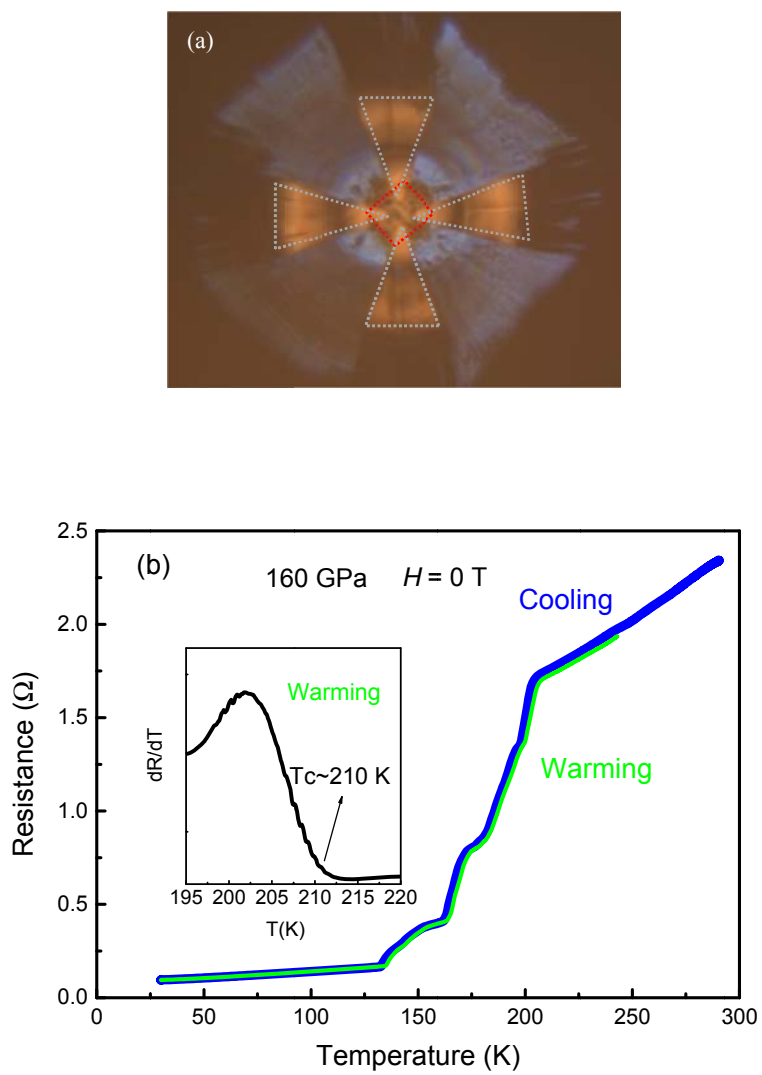 (a)
2.5
2.0
1.5
1.0
0.5
0.0
Resistance (Ω)
(b)
160 GPa H = 0 T
Cooling
Warming
dR/dT
Warming
Tc~210 K
195 200 205 210 215 220
T(K)
0 50 100 150 200 250 300
Temperature (K)